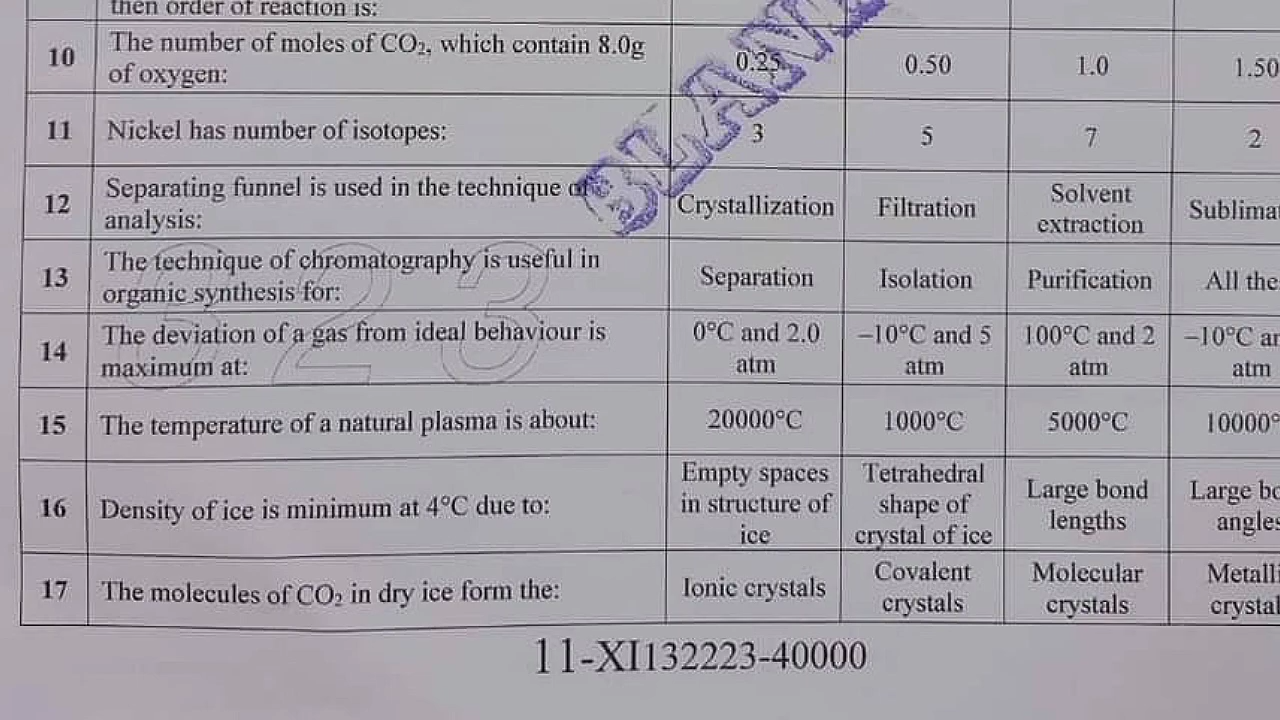 then order of reaction is:
10 The number of moles of CO₂, which contain 8.0g of oxygen: 0.25 0.50 1.0 1.50
11 Nickel has number of isotopes: 3 5 7 2
12 Separating funnel is used in the technique of analysis: Crystallization Filtration Solvent extraction
13 The technique of chromatography is useful in organic synthesis for: Separation Isolation Purification All the
14 The deviation of a gas from ideal behaviour is maximum at: 0°C and 2.0 atm –10°C and 5 atm 100°C and 2 atm –10°C atm
15 The temperature of a natural plasma is about: 20000°C 1000°C 5000°C 10000°
16 Density of ice is minimum at 4°C due to: Empty spaces in structure of ice Tetrahedral shape of crystal of ice Large bond lengths Large
17 The molecules of CO₂ in dry ice form the: Ionic crystals Covalent crystals Molecular crystals
11-XI132223-40000
623